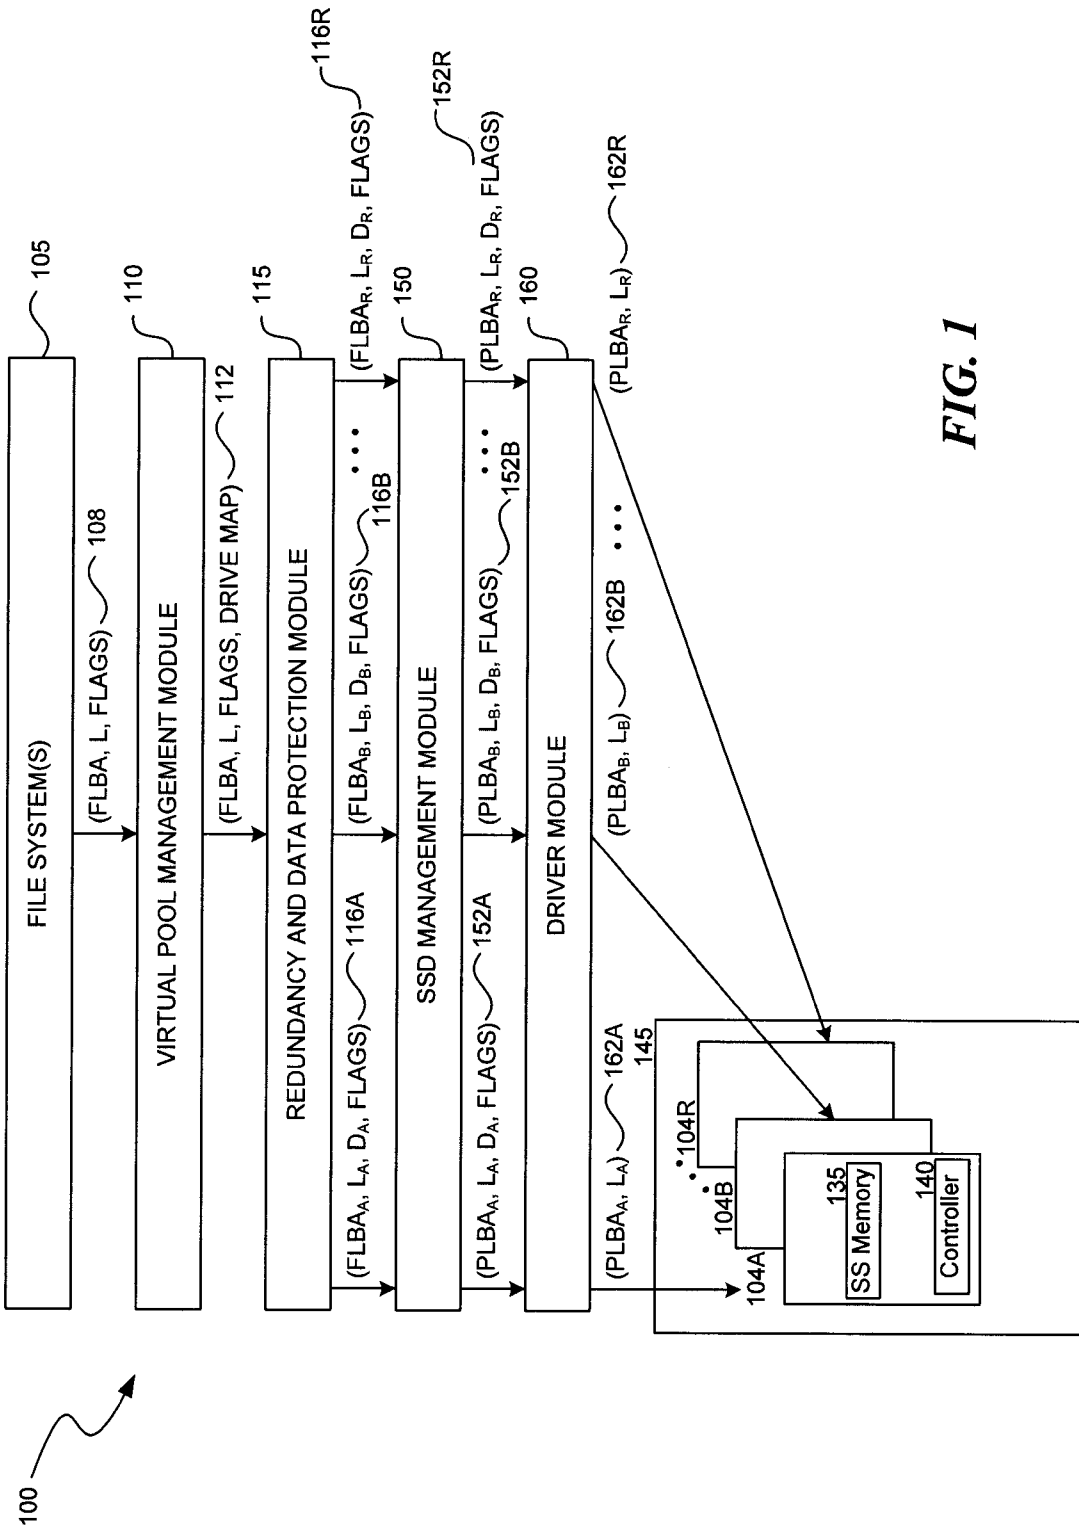 100
FILE SYSTEM(S)
105
(FLBA, L, FLAGS)
108
VIRTUAL POOL MANAGEMENT MODULE
110
(FLBA, L, FLAGS, DRIVE MAP)
112
REDUNDANCY AND DATA PROTECTION MODULE
115
(FLBA_A, L_A, D_A, FLAGS)
116A
(FLBA_B, L_B, D_B, FLAGS)
116B
• • •
(FLBA_R, L_R, D_R, FLAGS)
116R
SSD MANAGEMENT MODULE
150
(PLBA_A, L_A, D_A, FLAGS)
152A
(PLBA_B, L_B, D_B, FLAGS)
152B
• • •
(PLBA_R, L_R, D_R, FLAGS)
152R
DRIVER MODULE
160
(PLBA_A, L_A)
162A
(PLBA_B, L_B)
162B
• • •
(PLBA_R, L_R)
162R
145
104A
104B
• • •
104R
135
SS Memory
140
Controller
FIG. 1